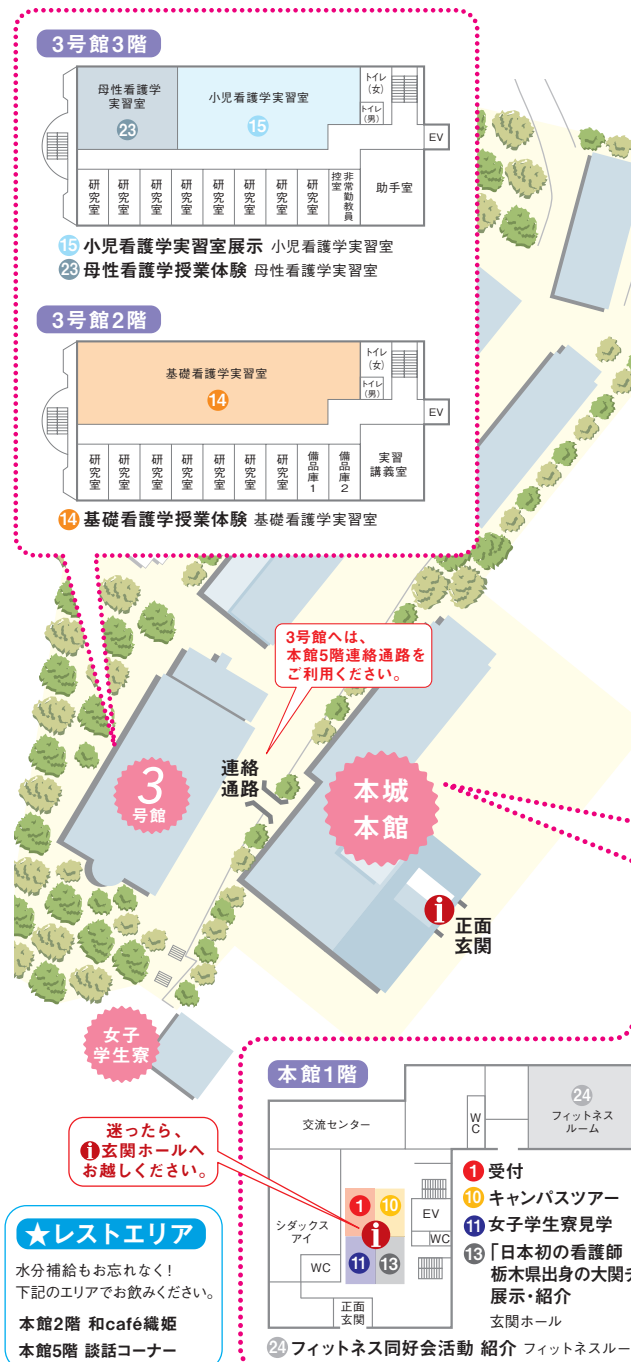 3号館3階
母性看護学
実習室
23
小児看護学実習室
15
トイレ
(女)
トイレ
(男)
EV
研究室
研究室
研究室
研究室
研究室
研究室
研究室
研究室
非常勤教員
控室
助手室
15 小児看護学実習室展示 小児看護学実習室
23 母性看護学授業体験 母性看護学実習室
3号館2階
基礎看護学実習室
14
トイレ
(女)
トイレ
(男)
EV
研究室
研究室
研究室
研究室
研究室
研究室
研究室
備品庫1
備品庫2
実習
講義室
14 基礎看護学授業体験 基礎看護学実習室
3号館へは、
本館5階連絡通路を
ご利用ください。
連絡
通路
3
号館
本城
本館
i
正面
玄関
女子
学生寮
迷ったら、
i玄関ホールへ
お越しください。
★レストエリア
水分補給もお忘れなく!
下記のエリアでお飲みください。
本館2階 和café織姫
本館5階 談話コーナー
本館1階
交流センター
WC
24
フィットネス
ルーム
シダックス
アイ
WC
1
10
i
11
13
EV
WC
正面
玄関
1 受付
10 キャンパスツアー
11 女子学生寮見学
13 「日本初の看護師
栃木県出身の大関チ
展示・紹介
玄関ホール
24 フィットネス同好会活動 紹介 フィットネスルー